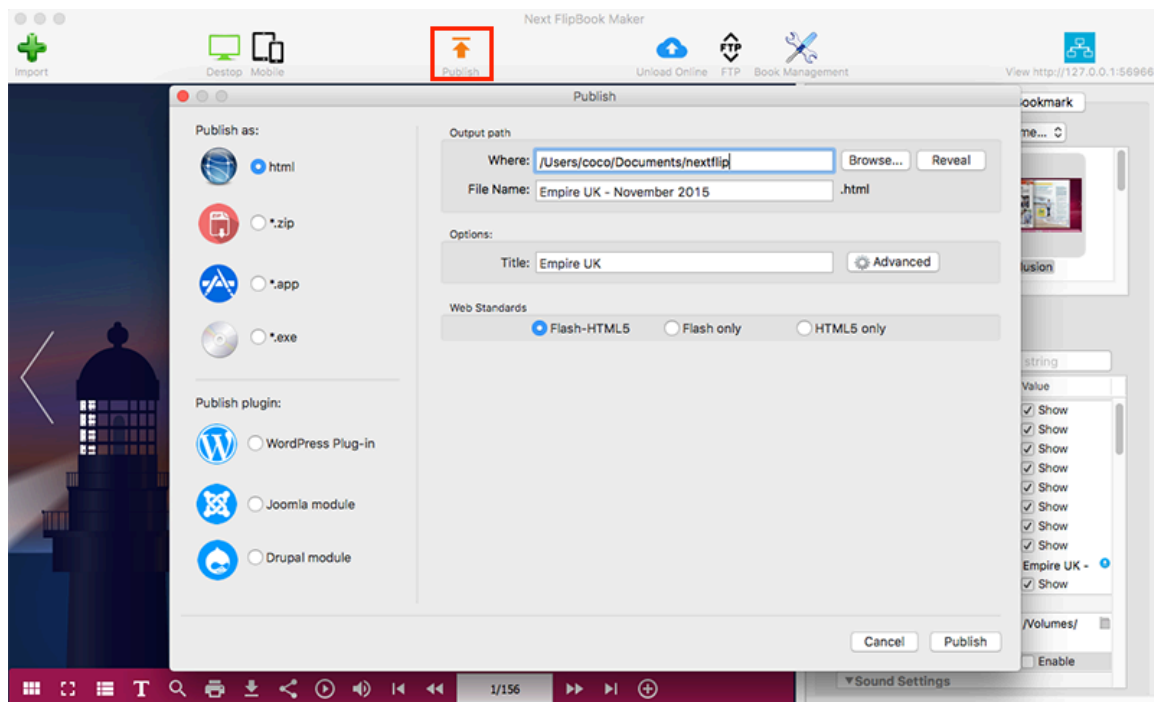 Next FlipBook Maker
Import
Destop Mobile
Publish
Unload Online FTP Book Management
FTP
View http://127.0.0.1:56966
Publish
ookmark
me...
lusion
string
Value
Show
Show
Show
Show
Show
Show
Show
Show
Empire UK -
Show
/Volumes/
Enable
Sound Settings
Publish as:
html
*.zip
*.app
*.exe
Publish plugin:
WordPress Plug-in
Joomla module
Drupal module
Output path
Where: /Users/coco/Documents/nextflip Browse... Reveal
File Name: Empire UK - November 2015 .html
Options:
Title: Empire UK Advanced
Web Standards
Flash-HTML5 Flash only HTML5 only
Cancel Publish
T
1/156